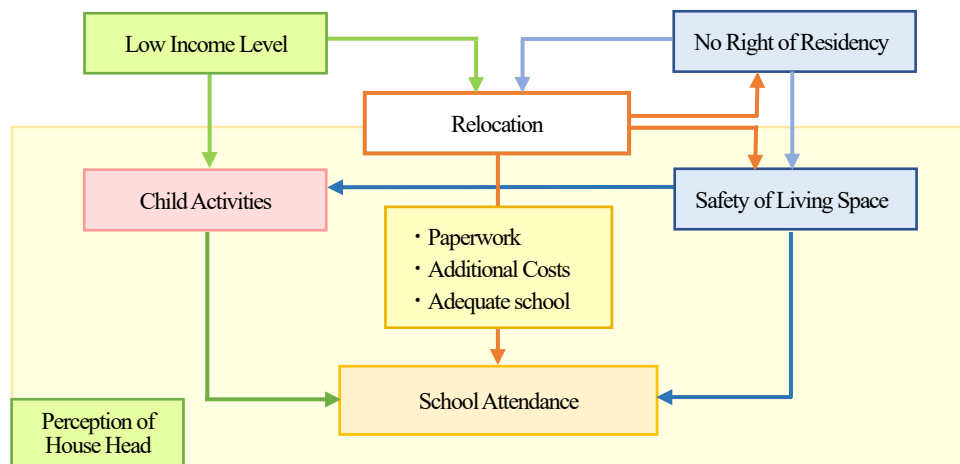 Low Income Level
No Right of Residency
Relocation
Child Activities
Safety of Living Space
・Paperwork
・Additional Costs
・Adequate school
School Attendance
Perception of
House Head